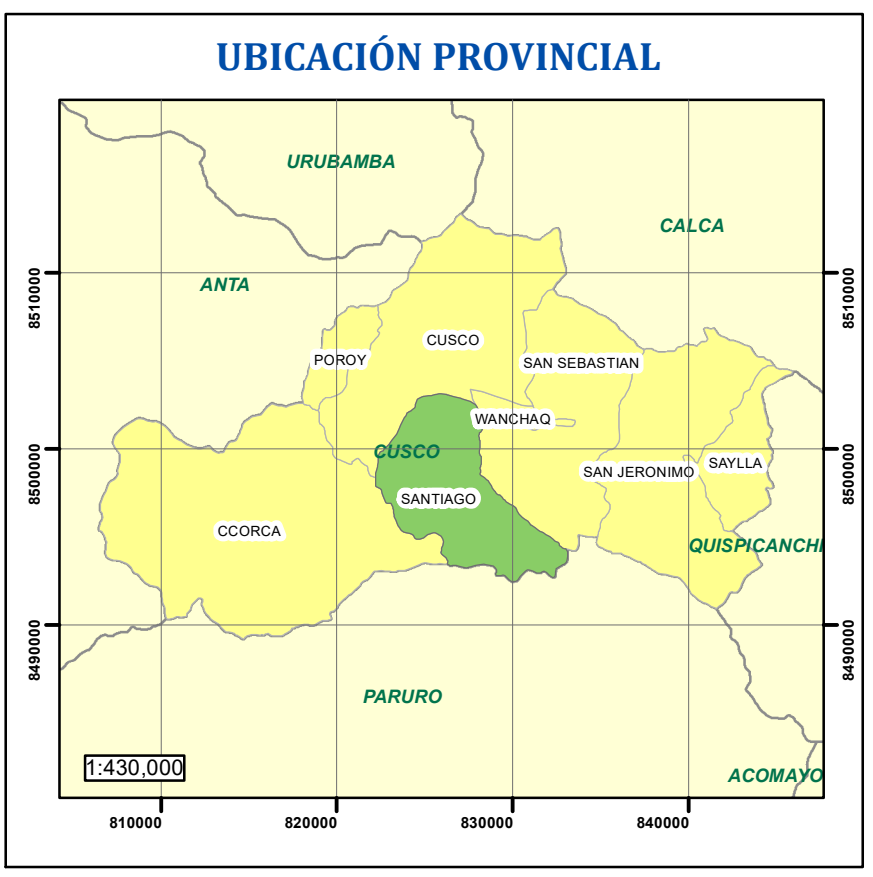 UBICACIÓN PROVINCIAL
URUBAMBA
CALCA
ANTA
8510000
8510000
CUSCO
POROY
SAN SEBASTIAN
WANCHAQ
CUSCO
8500000
8500000
SAYLLA
SAN JERONIMO
SANTIAGO
CCORCA
QUISPICANCHI
8490000
8490000
PARURO
1:430,000
ACOMAYO
810000
820000
830000
840000